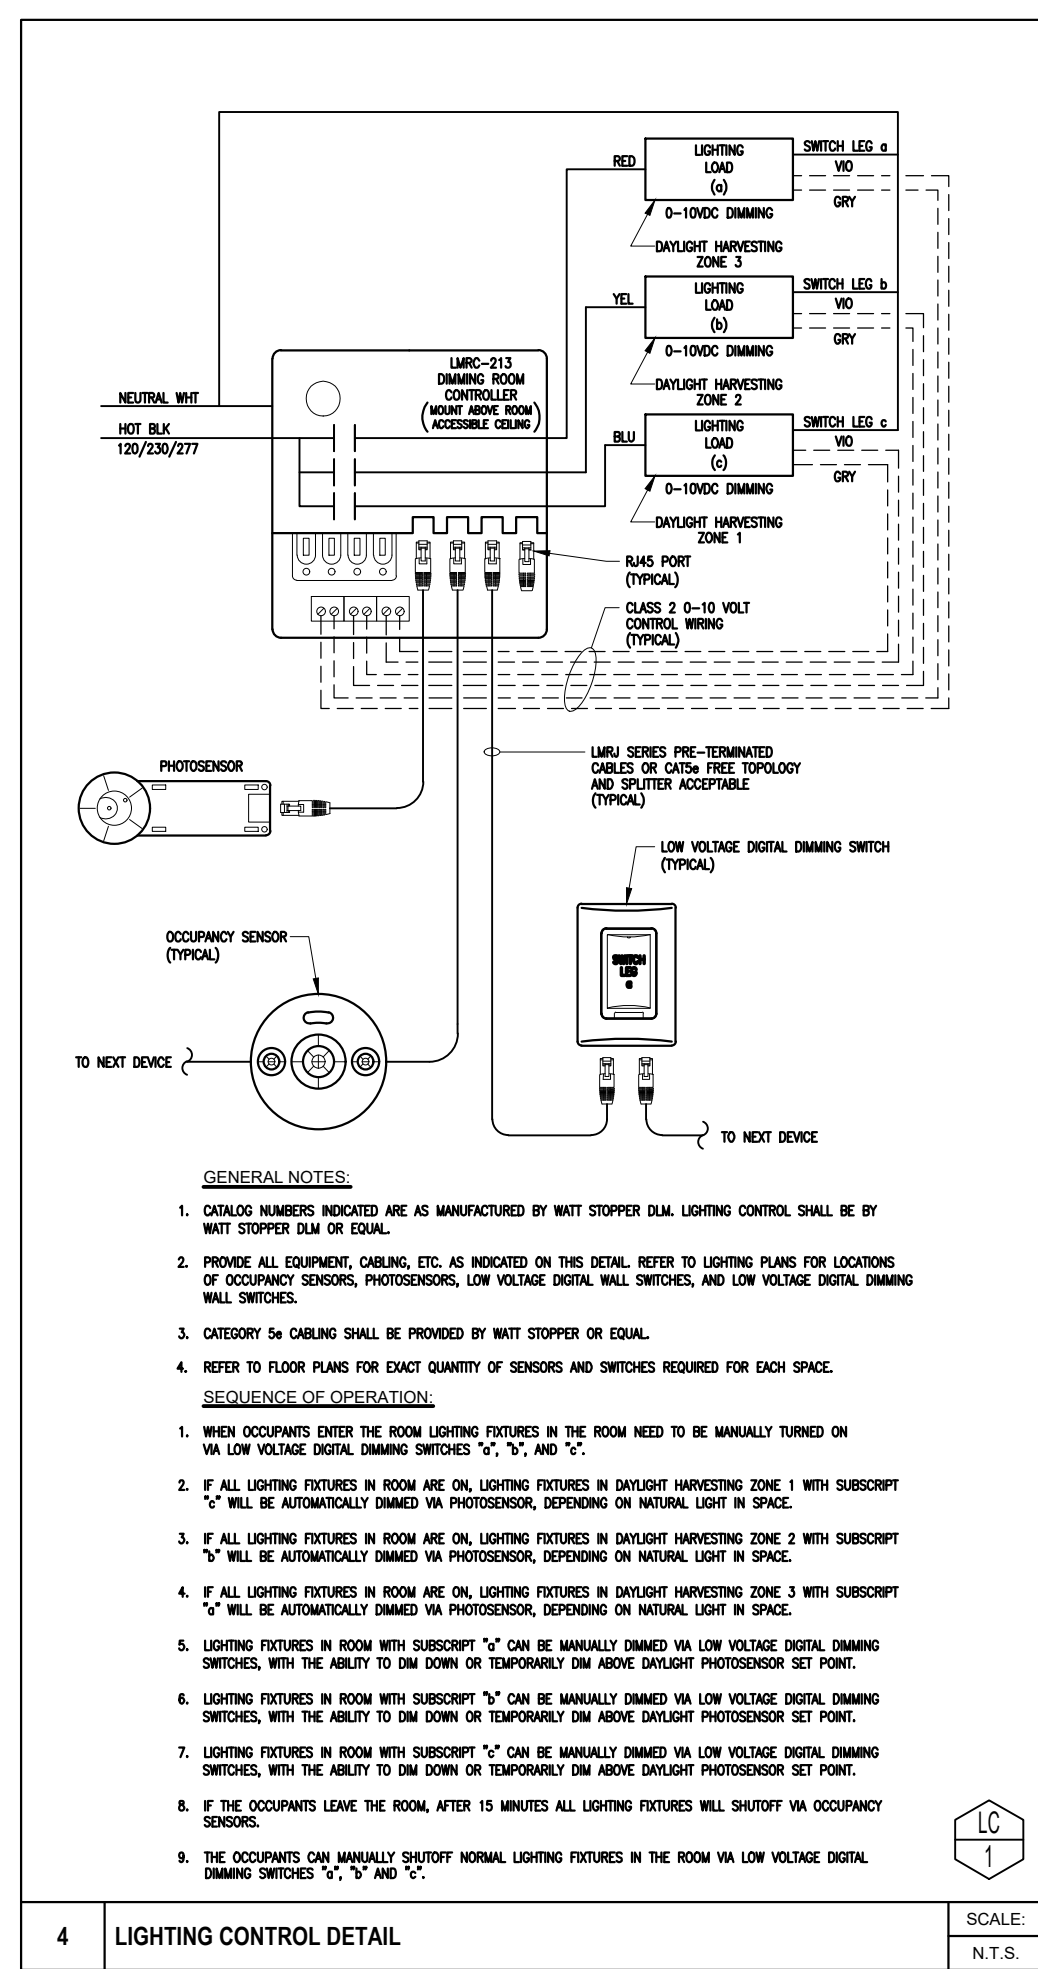 SWITCH LEG a
LIGHTING
LOAD
(a)
RED
VIO
GRY
0-10VDC DIMMING
DAYLIGHT HARVESTING
ZONE 3
SWITCH LEG b
LIGHTING
LOAD
(b)
YEL
VIO
GRY
0-10VDC DIMMING
DAYLIGHT HARVESTING
ZONE 2
LMRC-213
DIMMING ROOM
CONTROLLER
(MOUNT ABOVE ROOM
ACCESSIBLE CEILING)
NEUTRAL WHT
HOT BLK
120/230/277
SWITCH LEG c
LIGHTING
LOAD
(c)
BLU
VIO
GRY
0-10VDC DIMMING
DAYLIGHT HARVESTING
ZONE 1
RJ45 PORT
(TYPICAL)
CLASS 2 0-10 VOLT
CONTROL WIRING
(TYPICAL)
LMRJ SERIES PRE-TERMINATED
CABLES OR CAT5e FREE TOPOLOGY
AND SPLITTER ACCEPTABLE
(TYPICAL)
PHOTOSENSOR
LOW VOLTAGE DIGITAL DIMMING SWITCH
(TYPICAL)
OCCUPANCY SENSOR
(TYPICAL)
SWITCH
LEG
TO NEXT DEVICE
TO NEXT DEVICE
GENERAL NOTES:
1. CATALOG NUMBERS INDICATED ARE AS MANUFACTURED BY WATT STOPPER DLM. LIGHTING CONTROL SHALL BE BY
WATT STOPPER DLM OR EQUAL.
2. PROVIDE ALL EQUIPMENT, CABLING, ETC. AS INDICATED ON THIS DETAIL. REFER TO LIGHTING PLANS FOR LOCATIONS
OF OCCUPANCY SENSORS, PHOTOSENSORS, LOW VOLTAGE DIGITAL WALL SWITCHES, AND LOW VOLTAGE DIGITAL DIMMING
WALL SWITCHES.
3. CATEGORY 5e CABLING SHALL BE PROVIDED BY WATT STOPPER OR EQUAL.
4. REFER TO FLOOR PLANS FOR EXACT QUANTITY OF SENSORS AND SWITCHES REQUIRED FOR EACH SPACE.
SEQUENCE OF OPERATION:
1. WHEN OCCUPANTS ENTER THE ROOM LIGHTING FIXTURES IN THE ROOM NEED TO BE MANUALLY TURNED ON
VIA LOW VOLTAGE DIGITAL DIMMING SWITCHES "a", "b", AND "c".
2. IF ALL LIGHTING FIXTURES IN ROOM ARE ON, LIGHTING FIXTURES IN DAYLIGHT HARVESTING ZONE 1 WITH SUBSCRIPT
"c" WILL BE AUTOMATICALLY DIMMED VIA PHOTOSENSOR, DEPENDING ON NATURAL LIGHT IN SPACE.
3. IF ALL LIGHTING FIXTURES IN ROOM ARE ON, LIGHTING FIXTURES IN DAYLIGHT HARVESTING ZONE 2 WITH SUBSCRIPT
"b" WILL BE AUTOMATICALLY DIMMED VIA PHOTOSENSOR, DEPENDING ON NATURAL LIGHT IN SPACE.
4. IF ALL LIGHTING FIXTURES IN ROOM ARE ON, LIGHTING FIXTURES IN DAYLIGHT HARVESTING ZONE 3 WITH SUBSCRIPT
"a" WILL BE AUTOMATICALLY DIMMED VIA PHOTOSENSOR, DEPENDING ON NATURAL LIGHT IN SPACE.
5. LIGHTING FIXTURES IN ROOM WITH SUBSCRIPT "a" CAN BE MANUALLY DIMMED VIA LOW VOLTAGE DIGITAL DIMMING
SWITCHES, WITH THE ABILITY TO DIM DOWN OR TEMPORARILY DIM ABOVE DAYLIGHT PHOTOSENSOR SET POINT.
6. LIGHTING FIXTURES IN ROOM WITH SUBSCRIPT "b" CAN BE MANUALLY DIMMED VIA LOW VOLTAGE DIGITAL DIMMING
SWITCHES, WITH THE ABILITY TO DIM DOWN OR TEMPORARILY DIM ABOVE DAYLIGHT PHOTOSENSOR SET POINT.
7. LIGHTING FIXTURES IN ROOM WITH SUBSCRIPT "c" CAN BE MANUALLY DIMMED VIA LOW VOLTAGE DIGITAL DIMMING
SWITCHES, WITH THE ABILITY TO DIM DOWN OR TEMPORARILY DIM ABOVE DAYLIGHT PHOTOSENSOR SET POINT.
8. IF THE OCCUPANTS LEAVE THE ROOM, AFTER 15 MINUTES ALL LIGHTING FIXTURES WILL SHUTOFF VIA OCCUPANCY
SENSORS.
9. THE OCCUPANTS CAN MANUALLY SHUTOFF NORMAL LIGHTING FIXTURES IN THE ROOM VIA LOW VOLTAGE DIGITAL
DIMMING SWITCHES "a", "b" AND "c".
LC
1
4 LIGHTING CONTROL DETAIL
SCALE:
N.T.S.